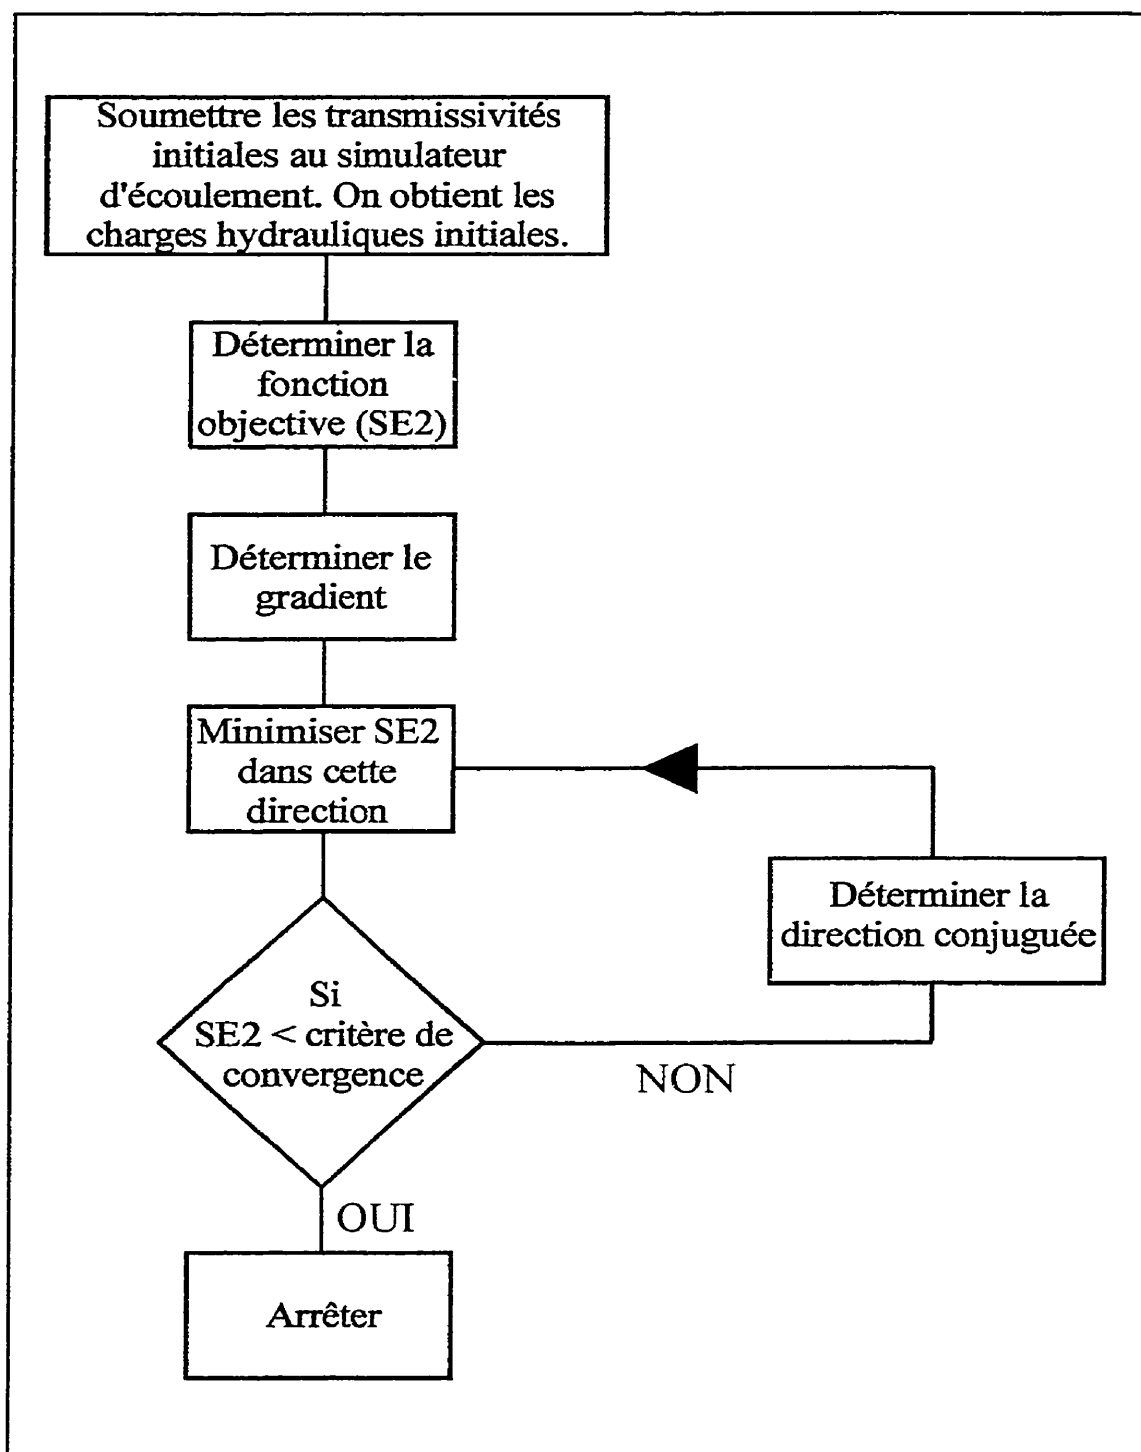 Soumettre les transmissivités
initiales au simulateur
d'écoulement. On obtient les
charges hydrauliques initiales.
Déterminer la
fonction
objective (SE2)
Déterminer le
gradient
Minimiser SE2
dans cette
direction
Déterminer la
direction conjuguée
Si
SE2 < critère de
convergence
NON
OUI
Arrêter